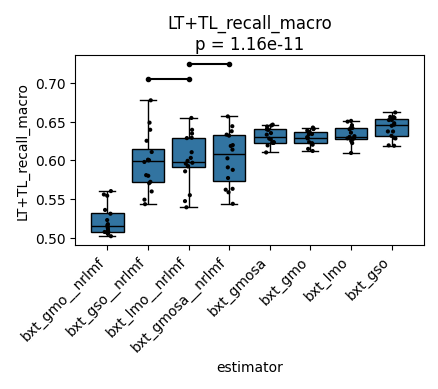 LT+TL_recall_macro
p = 1.16e-11
LT+TL_recall_macro
0.70
0.65
0.60
0.55
0.50
bxt_gmo__nrlmf
bxt_gso__nrlmf
bxt_lmo__nrlmf
bxt_gmosa__nrlmf
bxt_gmosa
bxt_gmo
bxt_lmo
bxt_gso
estimator